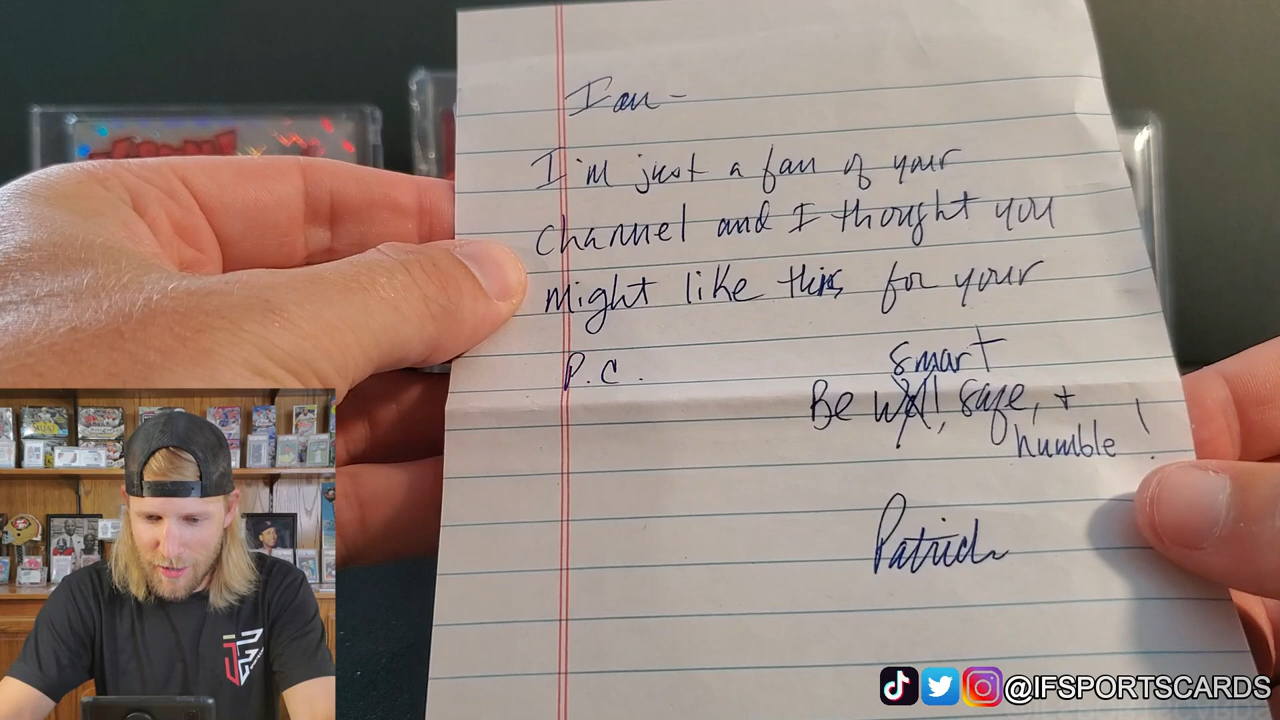 Ian -
I'm just a fan of your
channel and I thought you
might like this for your
P.C.
smart
Be well, safe, +
humble!
Patrick
@IFSPORTSCARDS